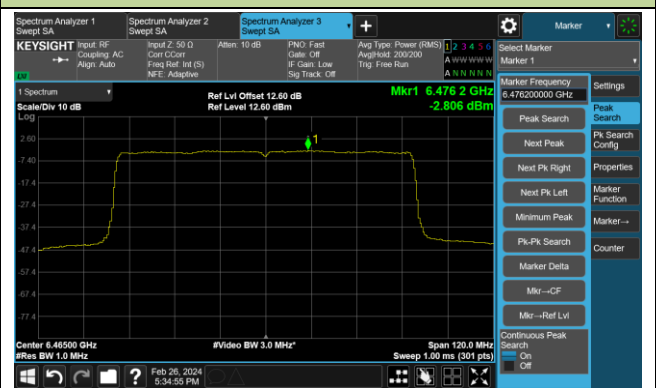 Spectrum Analyzer 1
Swept SA
Spectrum Analyzer 2
Swept SA
Spectrum Analyzer 3
Swept SA
+
Marker
KEYSIGHT
Input: RF
Coupling: AC
Align: Auto
Input Z: 50 Ω
Corr CCorr
Freq Ref: Int (S)
NFE: Adaptive
Atten: 10 dB
PNO: Fast
Gate: Off
IF Gain: Low
Sig Track: Off
Avg Type: Power (RMS)
Avg|Hold: 200/200
Trig: Free Run
1 2 3 4 5 6
A W W W W W
A N N N N N
LXI
Select Marker
Marker 1
1 Spectrum
Scale/Div 10 dB
Log
Ref Lvl Offset 12.60 dB
Ref Level 12.60 dBm
Mkr1 6.476 2 GHz
-2.806 dBm
1
2.60
-7.40
-17.4
-27.4
-37.4
-47.4
-57.4
-67.4
-77.4
Center 6.46500 GHz
#Res BW 1.0 MHz
#Video BW 3.0 MHz*
Span 120.0 MHz
Sweep 1.00 ms (301 pts)
Marker Frequency
6.476200000 GHz
Peak Search
Next Peak
Next Pk Right
Next Pk Left
Minimum Peak
Pk-Pk Search
Marker Delta
Mkr→CF
Mkr→Ref Lvl
Continuous Peak
Search
On
Off
Settings
Peak
Search
Pk Search
Config
Properties
Marker
Function
Marker→
Counter
?
Feb 26, 2024
5:34:55 PM